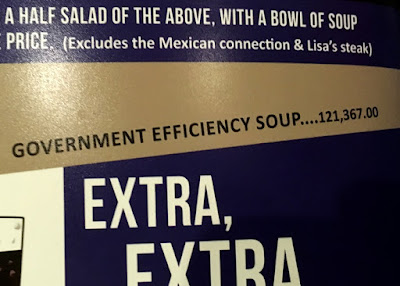 A HALF SALAD OF THE ABOVE, WITH A BOWL OF SOUP
PRICE. (Excludes the Mexican connection & Lisa's steak)
GOVERNMENT EFFICIENCY SOUP....121,367.00
EXTRA,
EXTRA